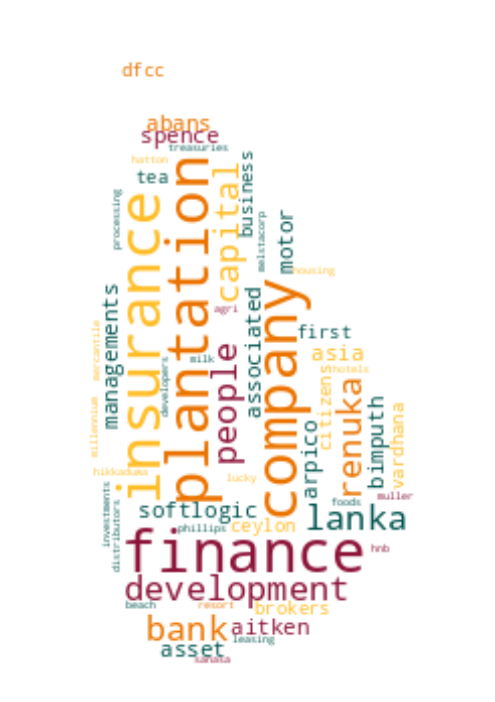 dfcc
abans
spence
treasuries
hatton
tea
insurance
plantation
capital
business
processing
melstacorp
motor
housing
agri
managements
associated
company
first
mercantile
milk
developers
people
asia
hotels
citizens
renuka
bimputh
vardhana
millennium
arpico
hikkaduwa
lucky
muller
investments
distributors
foods
softlogic
lanka
phillips
ceylon
finance
hnb
development
beach
resort
brokers
bank
aitken
leasing
asset
sanasa